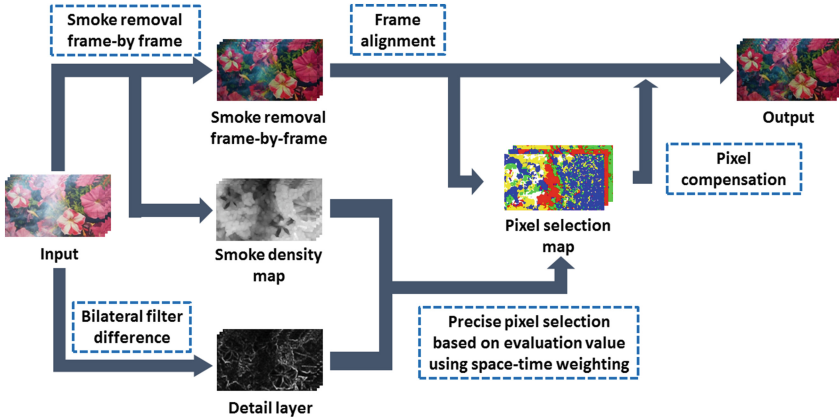 Smoke removal
frame-by frame
Frame
alignment
Smoke removal
frame-by-frame
Output
Pixel
compensation
Pixel selection
map
Input
Smoke density
map
Bilateral filter
difference
Precise pixel selection
based on evaluation value
using space-time weighting
Detail layer